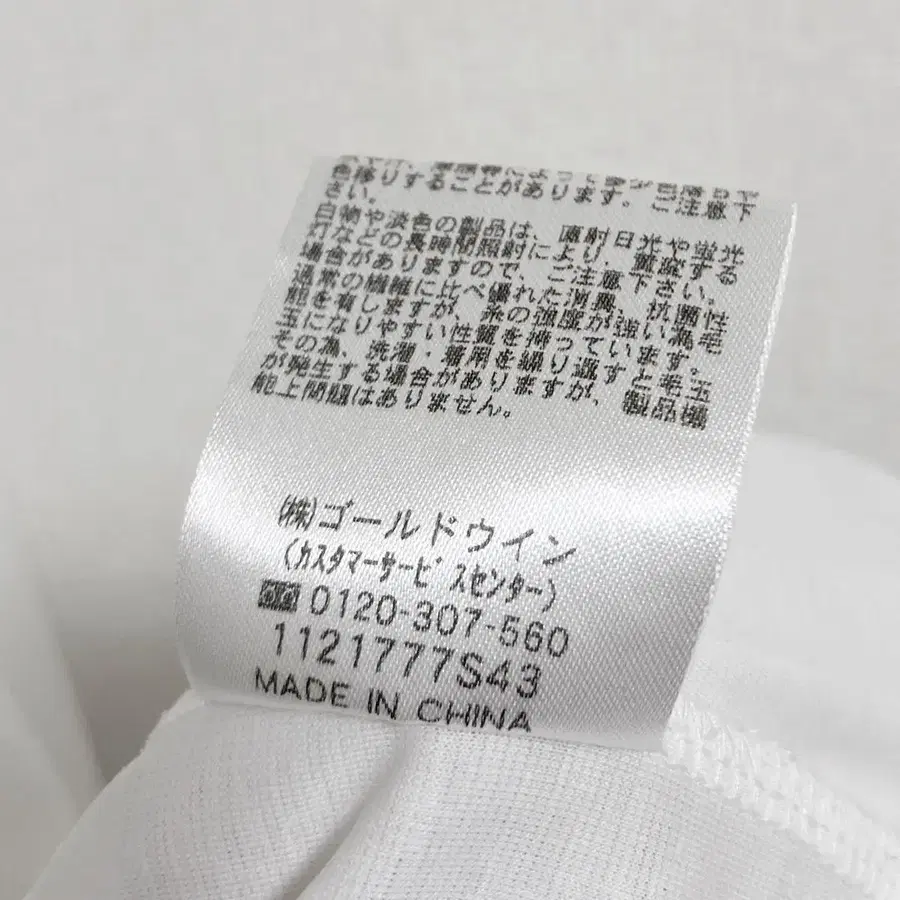 色移りすることがあります。ご注意下
さい。
白物や淡色の製品は、直射日光や蛍光
灯などの長時間照射により、黄変する
場合がありますので、ご注意下さい。
通常の繊維に比べ優れた消臭、抗菌性
能を有しますが、糸の強度が強い為毛
玉になりやすい性質を持っています。
その為、洗濯・着用を繰り返すと毛玉
が発生する場合がありますが、製品機
能上問題はありません。
(株)ゴールドウイン
(カスタマーサービスセンター)
0120-307-560
1121777S43
MADE IN CHINA